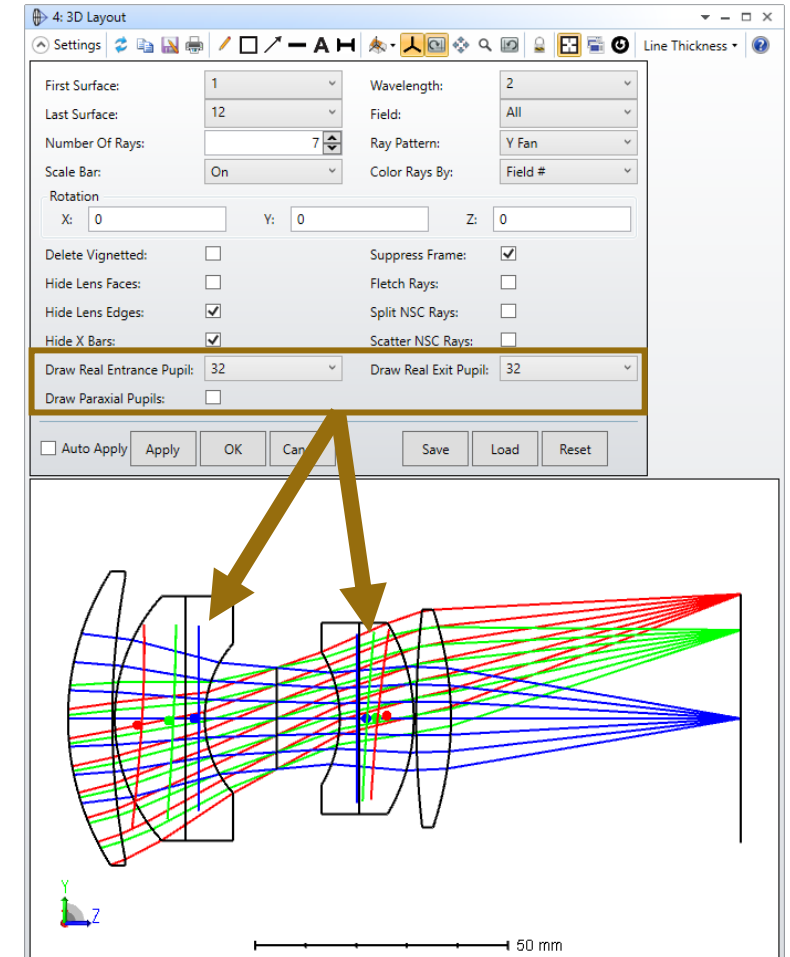 4: 3D Layout
Settings A Line Thickness
First Surface: 1 Wavelength: 2
Last Surface: 12 Field: All
Number Of Rays: 7 Ray Pattern: Y Fan
Scale Bar: On Color Rays By: Field #
Rotation
X: 0 Y: 0 Z: 0
Delete Vignetted: Suppress Frame:
Hide Lens Faces: Fletch Rays:
Hide Lens Edges: Split NSC Rays:
Hide X Bars: Scatter NSC Rays:
Draw Real Entrance Pupil: 32 Draw Real Exit Pupil: 32
Draw Paraxial Pupils:
Auto Apply Apply OK Save Load Reset
Y
Z
50 mm